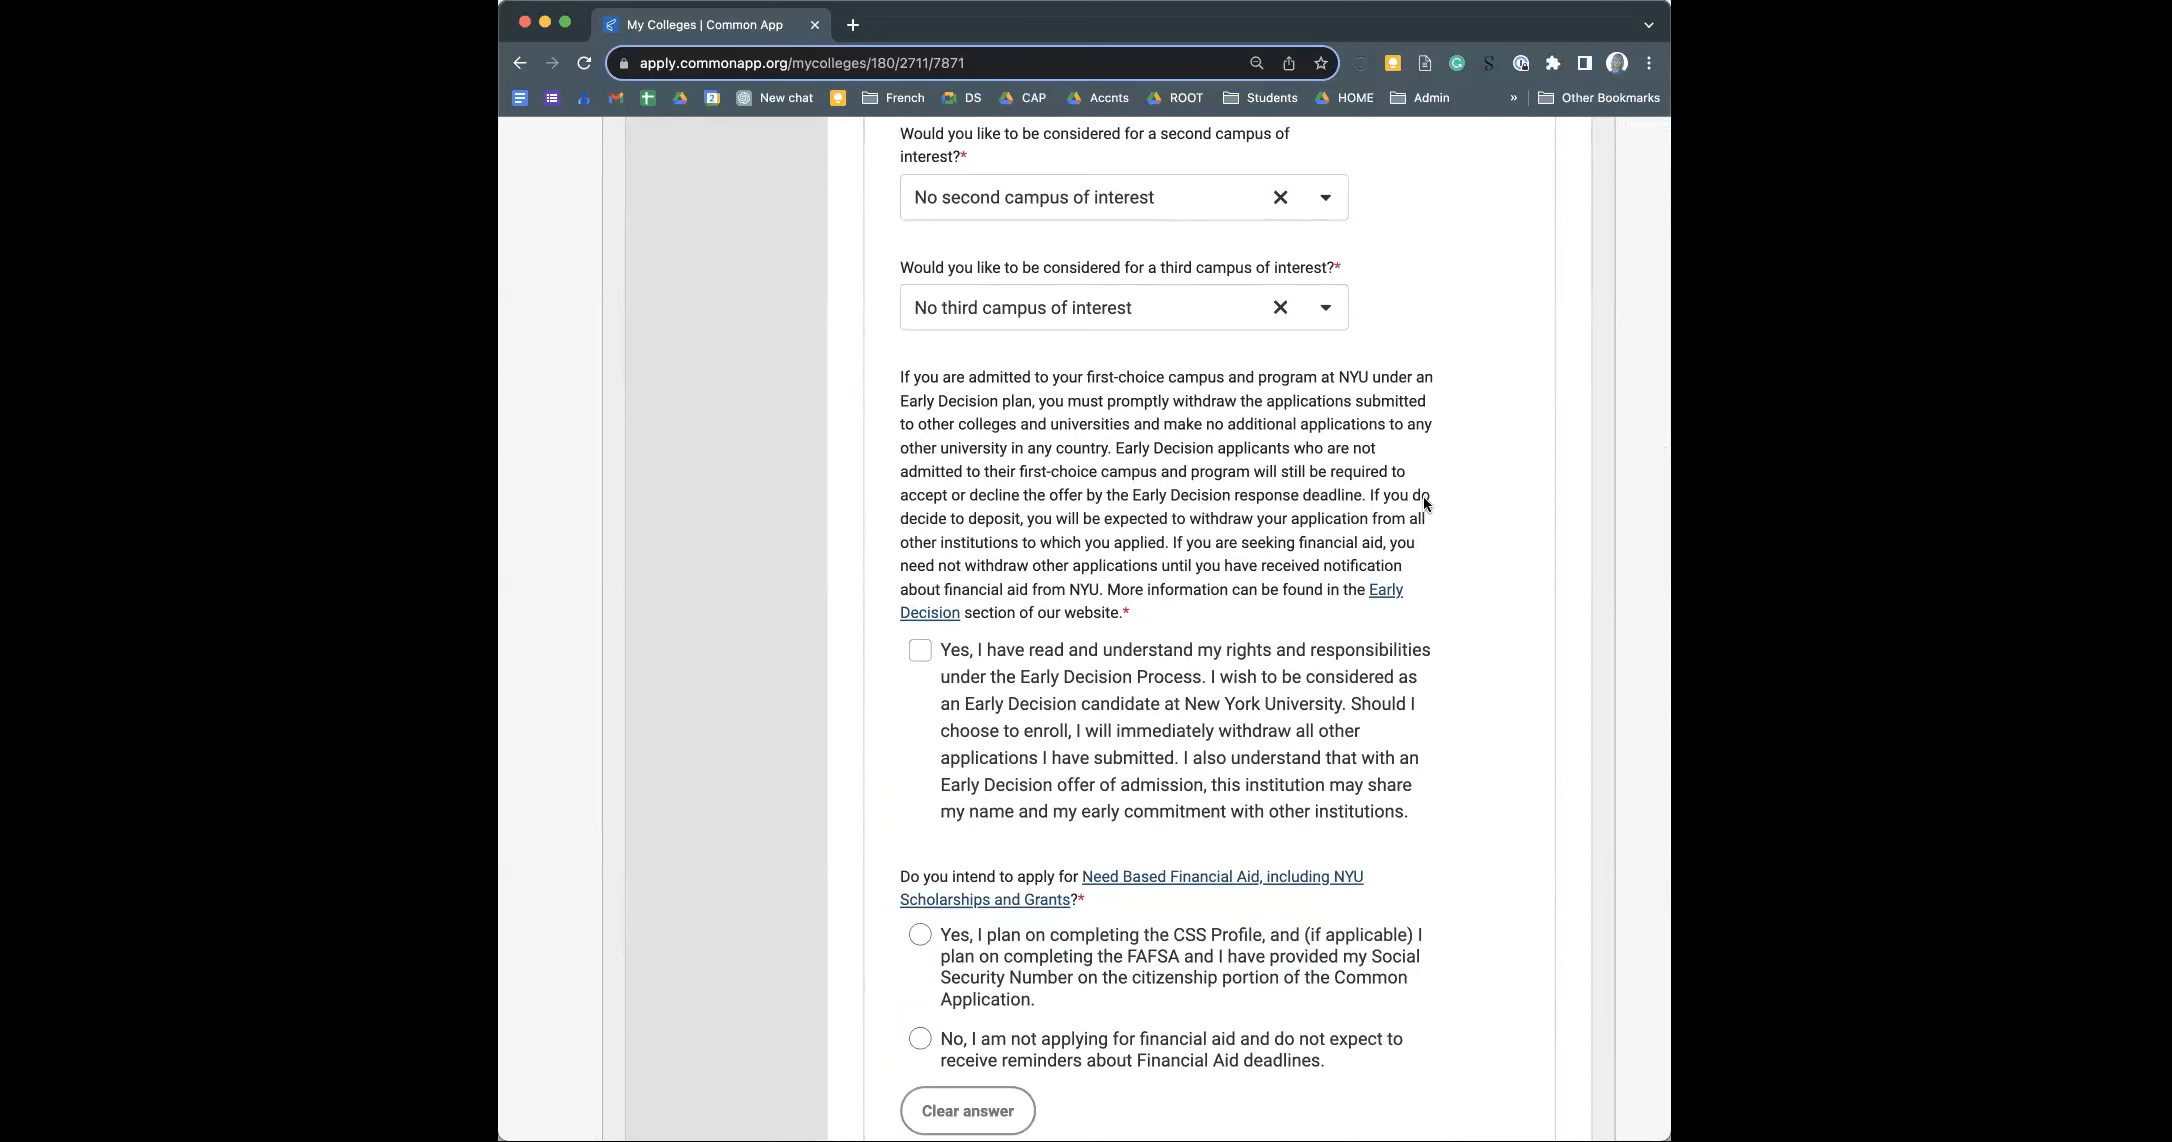 My Colleges | Common App
apply.commonapp.org/mycolleges/180/2711/7871
New chat
French
DS
CAP
Accnts
ROOT
Students
HOME
Admin
»
Other Bookmarks
Would you like to be considered for a second campus of
interest?*
No second campus of interest
Would you like to be considered for a third campus of interest?*
No third campus of interest
If you are admitted to your first-choice campus and program at NYU under an
Early Decision plan, you must promptly withdraw the applications submitted
to other colleges and universities and make no additional applications to any
other university in any country. Early Decision applicants who are not
admitted to their first-choice campus and program will still be required to
accept or decline the offer by the Early Decision response deadline. If you do
decide to deposit, you will be expected to withdraw your application from all
other institutions to which you applied. If you are seeking financial aid, you
need not withdraw other applications until you have received notification
about financial aid from NYU. More information can be found in the Early
Decision section of our website.*
Yes, I have read and understand my rights and responsibilities
under the Early Decision Process. I wish to be considered as
an Early Decision candidate at New York University. Should I
choose to enroll, I will immediately withdraw all other
applications I have submitted. I also understand that with an
Early Decision offer of admission, this institution may share
my name and my early commitment with other institutions.
Do you intend to apply for Need Based Financial Aid, including NYU
Scholarships and Grants?*
Yes, I plan on completing the CSS Profile, and (if applicable) I
plan on completing the FAFSA and I have provided my Social
Security Number on the citizenship portion of the Common
Application.
No, I am not applying for financial aid and do not expect to
receive reminders about Financial Aid deadlines.
Clear answer